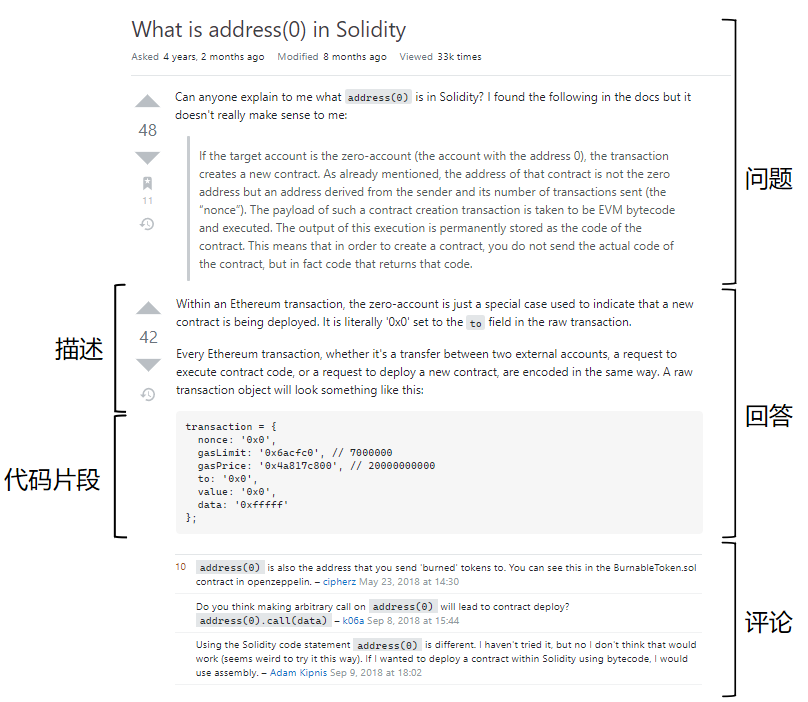 What is address(0) in Solidity
Asked 4 years, 2 months ago Modified 8 months ago Viewed 33k times
48
11
Can anyone explain to me what address(0) is in Solidity? I found the following in the docs but it
doesn't really make sense to me:
If the target account is the zero-account (the account with the address 0), the transaction
creates a new contract. As already mentioned, the address of that contract is not the zero
address but an address derived from the sender and its number of transactions sent (the
“nonce”). The payload of such a contract creation transaction is taken to be EVM bytecode
and executed. The output of this execution is permanently stored as the code of the
contract. This means that in order to create a contract, you do not send the actual code of
the contract, but in fact code that returns that code.
问题
描述
42
Within an Ethereum transaction, the zero-account is just a special case used to indicate that a new
contract is being deployed. It is literally '0x0' set to the to field in the raw transaction.
Every Ethereum transaction, whether it's a transfer between two external accounts, a request to
execute contract code, or a request to deploy a new contract, are encoded in the same way. A raw
transaction object will look something like this:
回答
代码片段
transaction = {
nonce: '0x0',
gasLimit: '0x6acfc0', // 7000000
gasPrice: '0x4a817c800', // 20000000000
to: '0x0',
value: '0x0',
data: '0xfffff'
};
10 address(0) is also the address that you send 'burned' tokens to. You can see this in the BurnableToken.sol
contract in openzeppelin. – cipherz May 23, 2018 at 14:30
Do you think making arbitrary call on address(0) will lead to contract deploy?
address(0).call(data) – k06a Sep 8, 2018 at 15:44
Using the Solidity code statement address(0) is different. I haven't tried it, but no I don't think that would
work (seems weird to try it this way). If I wanted to deploy a contract within Solidity using bytecode, I would
use assembly. – Adam Kipnis Sep 9, 2018 at 18:02
评论